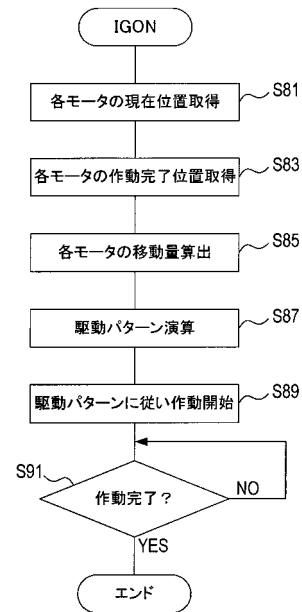 IGON
各モータの現在位置取得
S81
各モータの作動完了位置取得
S83
各モータの移動量算出
S85
駆動パターン演算
S87
駆動パターンに従い作動開始
S89
S91
作動完了？
NO
YES
エンド